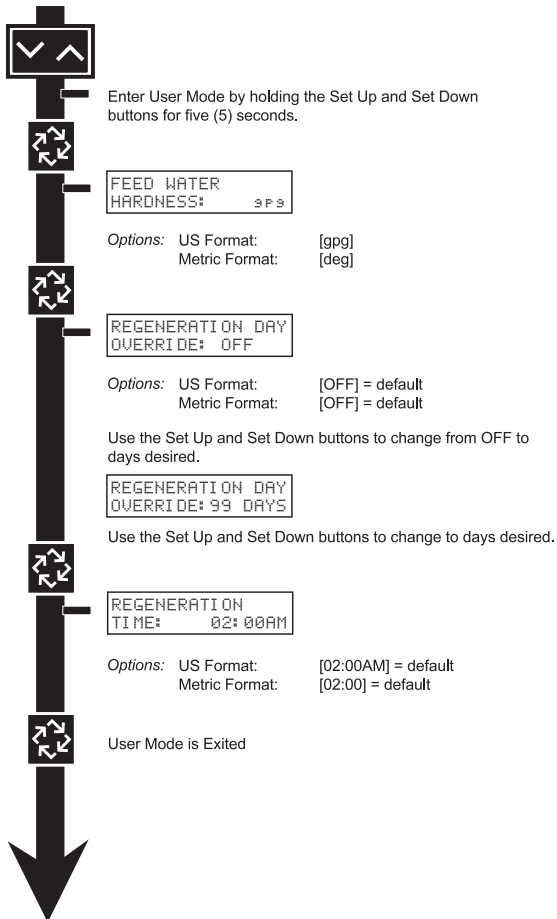 Enter User Mode by holding the Set Up and Set Down
buttons for five (5) seconds.
FEED WATER
HARDNESS: gpg
Options: US Format: [gpg]
Metric Format: [deg]
REGENERATION DAY
OVERRIDE: OFF
Options: US Format: [OFF] = default
Metric Format: [OFF] = default
Use the Set Up and Set Down buttons to change from OFF to
days desired.
REGENERATION DAY
OVERRIDE:99 DAYS
Use the Set Up and Set Down buttons to change to days desired.
REGENERATION
TIME: 02:00AM
Options: US Format: [02:00AM] = default
Metric Format: [02:00] = default
User Mode is Exited